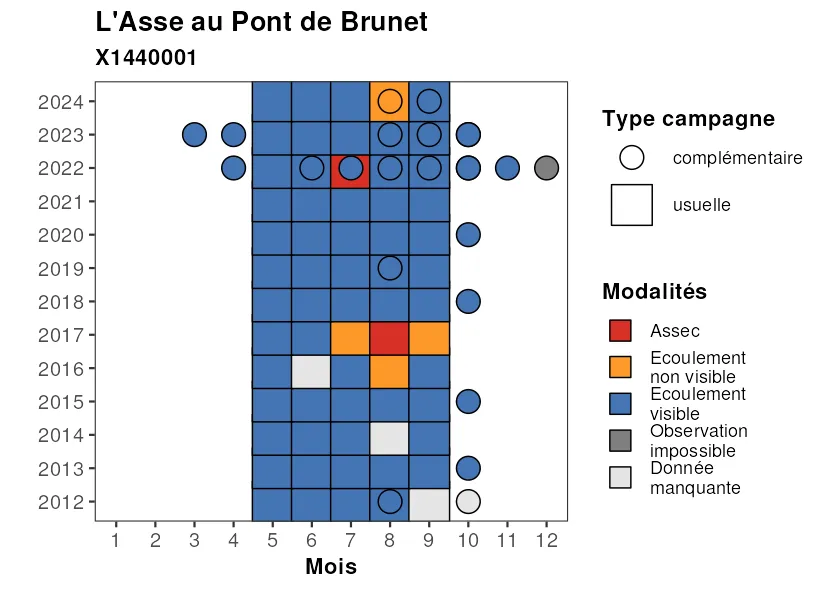 L'Asse au Pont de Brunet
X1440001
2024
2023
2022
2021
2020
2019
2018
2017
2016
2015
2014
2013
2012
1 2 3 4 5 6 7 8 9 10 11 12
Mois
Type campagne
complémentaire
usuelle
Modalités
Assec
Ecoulement
non visible
Ecoulement
visible
Observation
impossible
Donnée
manquante